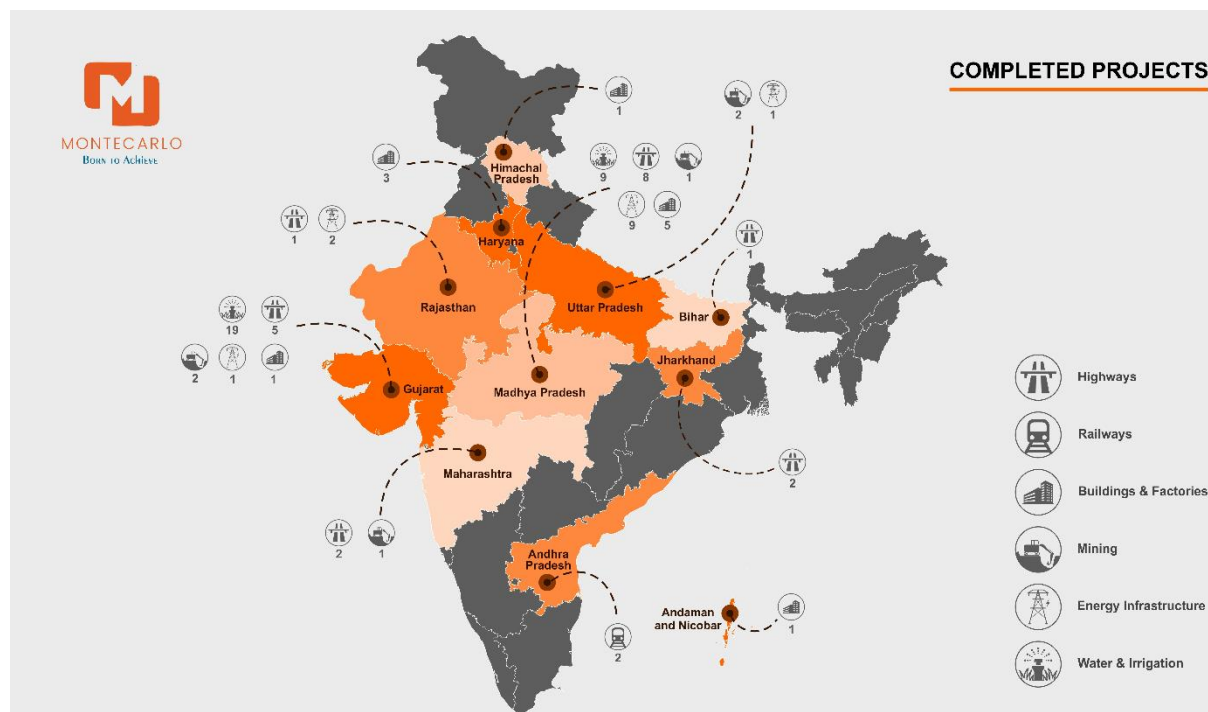 COMPLETED PROJECTS
MONTECARLO
BORN TO ACHIEVE
1
2 1
Himachal
Pradesh
3
9 8 1
9 5
Haryana
1 2
1
Rajasthan
Uttar Pradesh
Bihar
19 5
2 1 1
Gujarat
Madhya Pradesh
Jharkhand
Highways
Railways
Maharashtra
2
Buildings & Factories
2 1
Andhra
Pradesh
Mining
Andaman
and Nicobar
1
2
Energy Infrastructure
Water & Irrigation